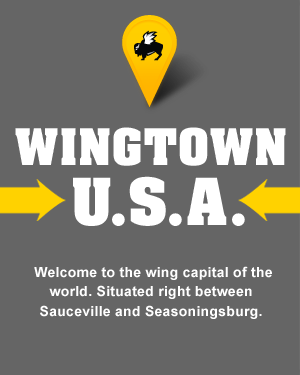 WINGTOWN
U.S.A.
Welcome to the wing capital of the
world. Situated right between
Sauceville and Seasoningsburg.